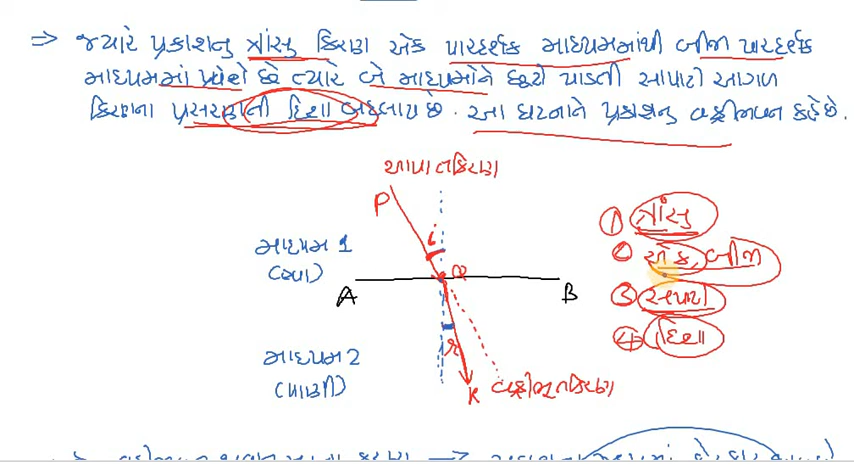 ⇒ જ્યારે પ્રકાશનુ ત્રાંસુ કિરણ એક પારદર્શક માધ્યમમાંથી બીજા પારદર્શક
માધ્યમમાં પ્રવેશે છે ત્યારે બે માધ્યમોને છૂટી પાડતી સપાટી આગળ
કિરણના પ્રસરણની દિશા બદલાય છે. આ ઘટનાને પ્રકાશનુ વક્રીભવન કહે છે.
આપાતકિરણ
P
i
માધ્યમ 1
(હવા)
Q
A
B
માધ્યમ 2
(પાણી)
r
R
વક્રીભૂતકિરણ
① ત્રાંસુ
② એક, બીજા
③ સપાટી
④ દિશા